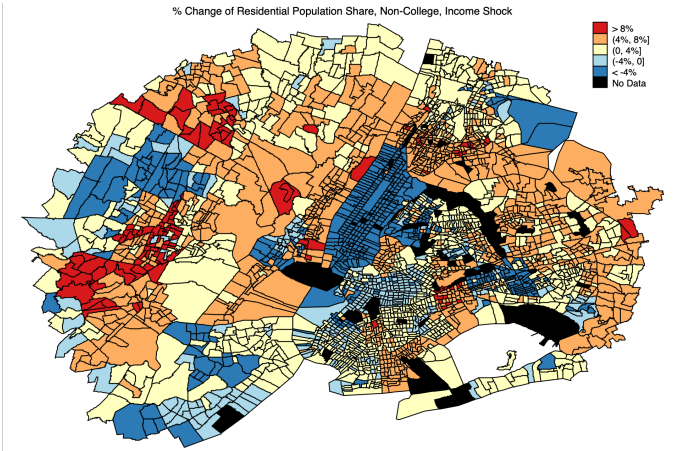 % Change of Residential Population Share, Non-College, Income Shock
> 8%
(4%, 8%]
(0, 4%]
(-4%, 0]
< -4%
No Data